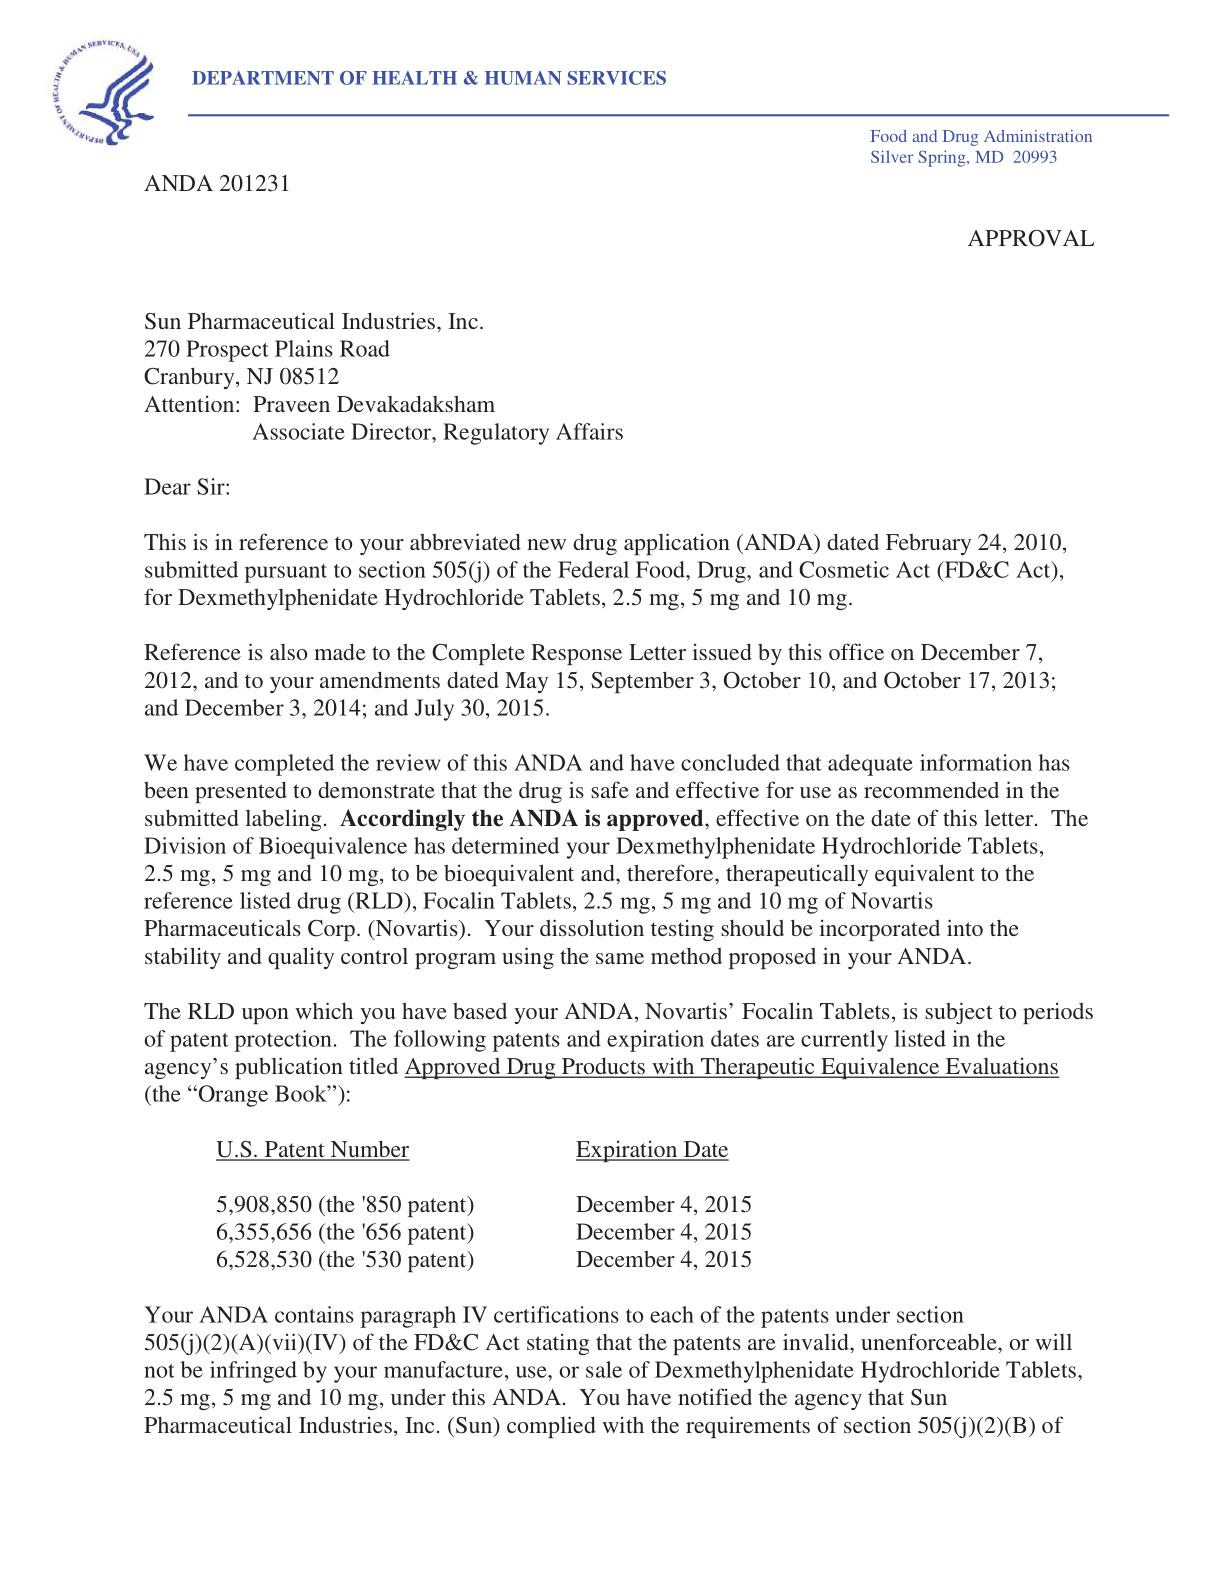 DEPARTMENT OF HEALTH & HUMAN SERVICES, USA
DEPARTMENT OF HEALTH & HUMAN SERVICES
Food and Drug Administration
Silver Spring, MD 20993
ANDA 201231
APPROVAL
Sun Pharmaceutical Industries, Inc.
270 Prospect Plains Road
Cranbury, NJ 08512
Attention: Praveen Devakadaksham
Associate Director, Regulatory Affairs
Dear Sir:
This is in reference to your abbreviated new drug application (ANDA) dated February 24, 2010,
submitted pursuant to section 505(j) of the Federal Food, Drug, and Cosmetic Act (FD&C Act),
for Dexmethylphenidate Hydrochloride Tablets, 2.5 mg, 5 mg and 10 mg.
Reference is also made to the Complete Response Letter issued by this office on December 7,
2012, and to your amendments dated May 15, September 3, October 10, and October 17, 2013;
and December 3, 2014; and July 30, 2015.
We have completed the review of this ANDA and have concluded that adequate information has
been presented to demonstrate that the drug is safe and effective for use as recommended in the
submitted labeling. Accordingly the ANDA is approved, effective on the date of this letter. The
Division of Bioequivalence has determined your Dexmethylphenidate Hydrochloride Tablets,
2.5 mg, 5 mg and 10 mg, to be bioequivalent and, therefore, therapeutically equivalent to the
reference listed drug (RLD), Focalin Tablets, 2.5 mg, 5 mg and 10 mg of Novartis
Pharmaceuticals Corp. (Novartis). Your dissolution testing should be incorporated into the
stability and quality control program using the same method proposed in your ANDA.
The RLD upon which you have based your ANDA, Novartis’ Focalin Tablets, is subject to periods
of patent protection. The following patents and expiration dates are currently listed in the
agency’s publication titled Approved Drug Products with Therapeutic Equivalence Evaluations
(the “Orange Book”):
U.S. Patent Number Expiration Date
5,908,850 (the '850 patent) December 4, 2015
6,355,656 (the '656 patent) December 4, 2015
6,528,530 (the '530 patent) December 4, 2015
Your ANDA contains paragraph IV certifications to each of the patents under section
505(j)(2)(A)(vii)(IV) of the FD&C Act stating that the patents are invalid, unenforceable, or will
not be infringed by your manufacture, use, or sale of Dexmethylphenidate Hydrochloride Tablets,
2.5 mg, 5 mg and 10 mg, under this ANDA. You have notified the agency that Sun
Pharmaceutical Industries, Inc. (Sun) complied with the requirements of section 505(j)(2)(B) of